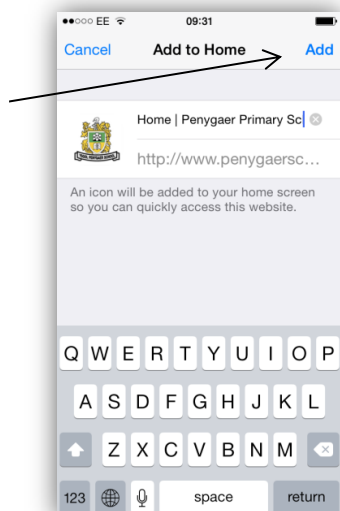 EE 09:31
Cancel Add to Home Add
Home | Penygaer Primary Sc
http://www.penygaersc...
An icon will be added to your home screen
so you can quickly access this website.
Q W E R T Y U I O P
A S D F G H J K L
Z X C V B N M
123 space return